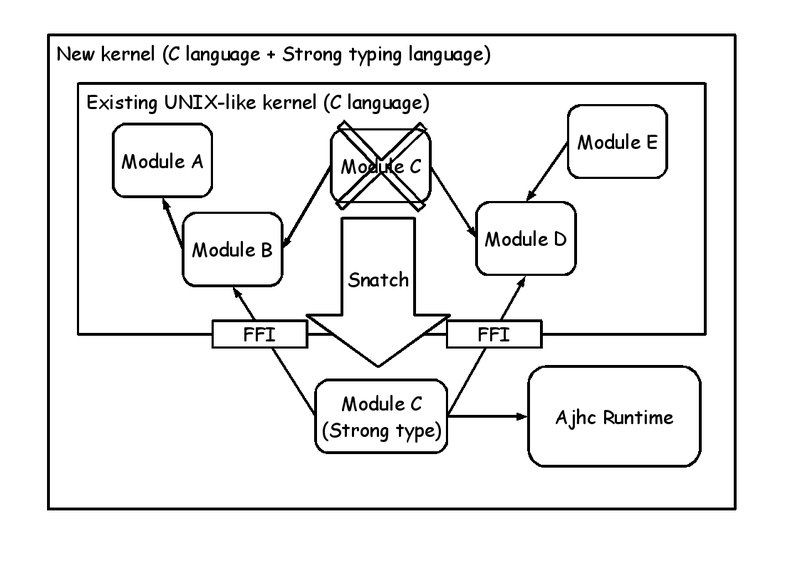 New kernel (C language + Strong typing language)
Existing UNIX-like kernel (C language)
Module A
Module C
Module E
Module B
Module D
Snatch
FFI
FFI
Module C
(Strong type)
Ajhc Runtime